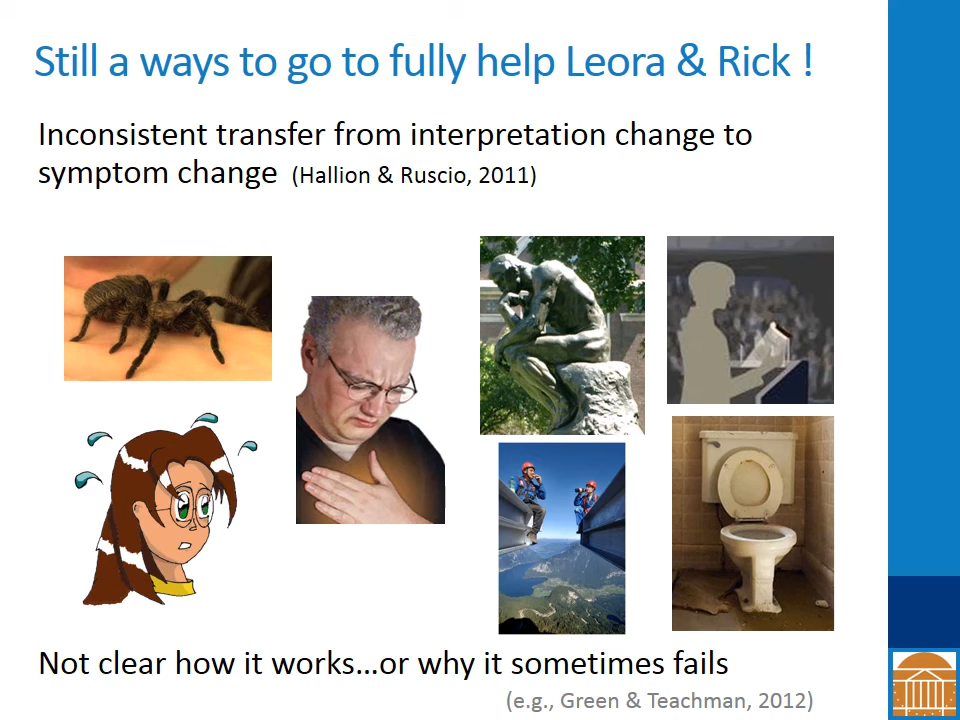 Still a ways to go to fully help Leora & Rick !
Inconsistent transfer from interpretation change to
symptom change (Hallion & Ruscio, 2011)
Not clear how it works...or why it sometimes fails
(e.g., Green & Teachman, 2012)